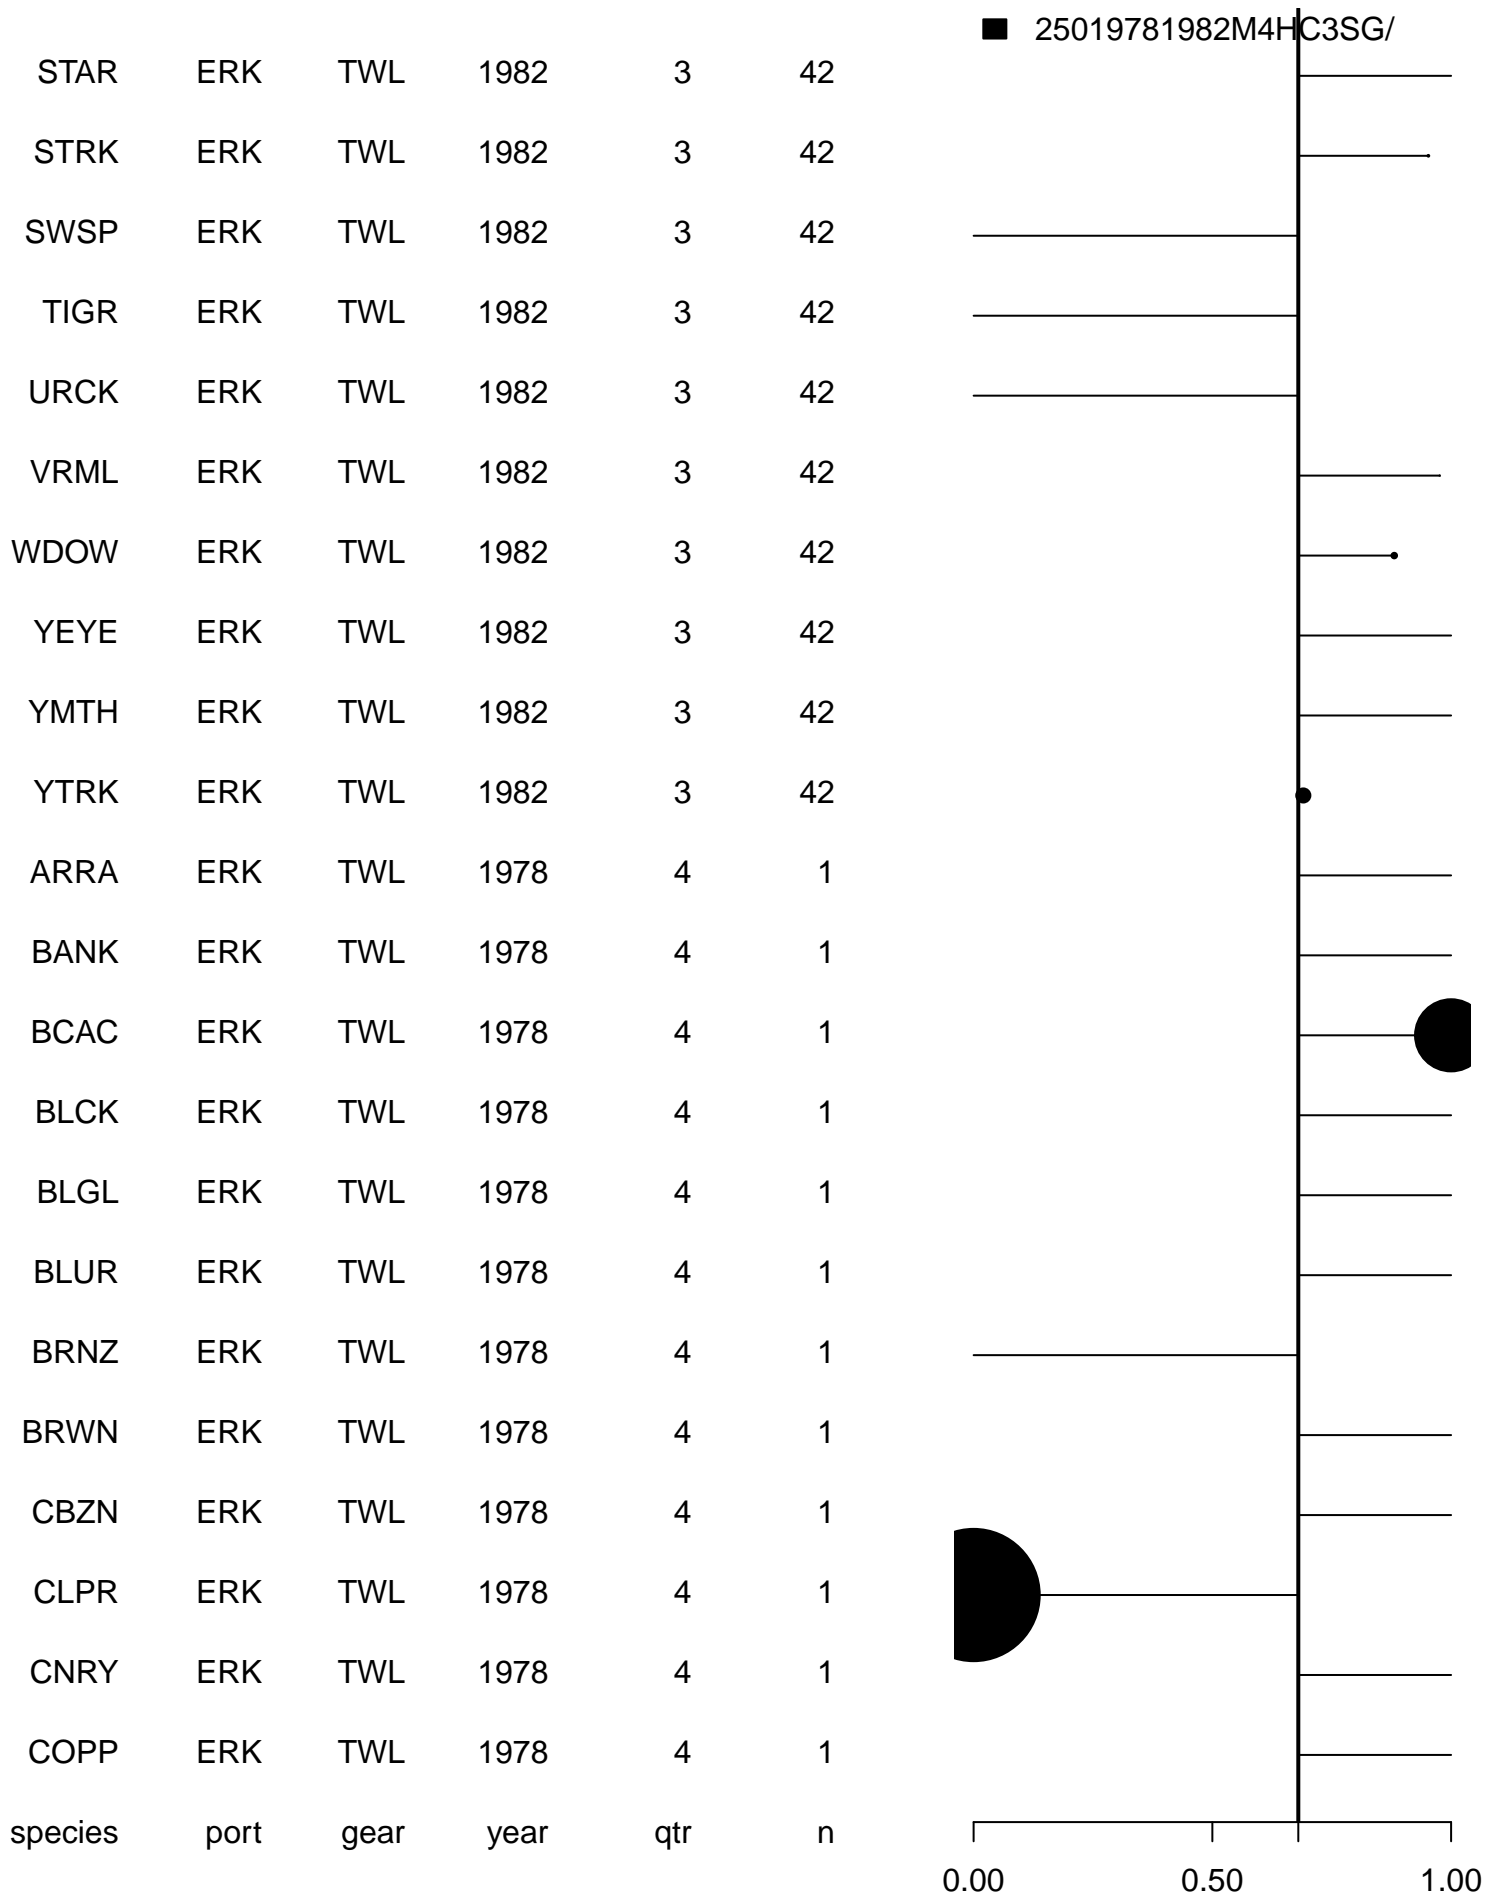 25019781982M4HC3SG/
STAR ERK TWL 1982 3 42
STRK ERK TWL 1982 3 42
SWSP ERK TWL 1982 3 42
TIGR ERK TWL 1982 3 42
URCK ERK TWL 1982 3 42
VRML ERK TWL 1982 3 42
WDOW ERK TWL 1982 3 42
YEYE ERK TWL 1982 3 42
YMTH ERK TWL 1982 3 42
YTRK ERK TWL 1982 3 42
ARRA ERK TWL 1978 4 1
BANK ERK TWL 1978 4 1
BCAC ERK TWL 1978 4 1
BLCK ERK TWL 1978 4 1
BLGL ERK TWL 1978 4 1
BLUR ERK TWL 1978 4 1
BRNZ ERK TWL 1978 4 1
BRWN ERK TWL 1978 4 1
CBZN ERK TWL 1978 4 1
CLPR ERK TWL 1978 4 1
CNRY ERK TWL 1978 4 1
COPP ERK TWL 1978 4 1
species port gear year qtr n
0.00 0.50 1.00